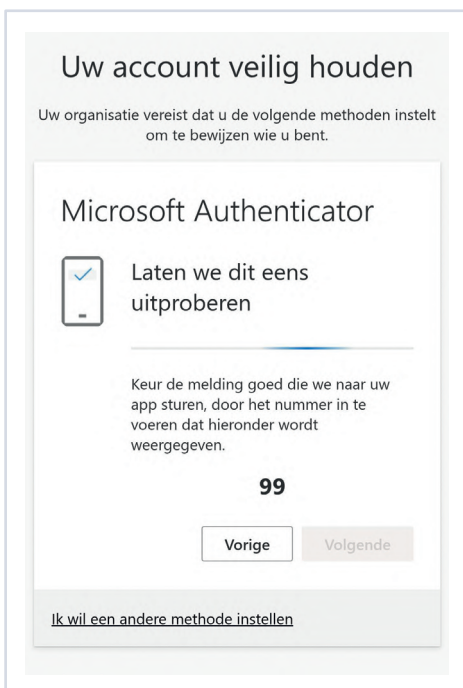 Uw account veilig houden
Uw organisatie vereist dat u de volgende methoden instelt
om te bewijzen wie u bent.
Microsoft Authenticator
Laten we dit eens
uitproberen
Keur de melding goed die we naar uw
app sturen, door het nummer in te
voeren dat hieronder wordt
weergegeven.
99
Vorige
Volgende
Ik wil een andere methode instellen